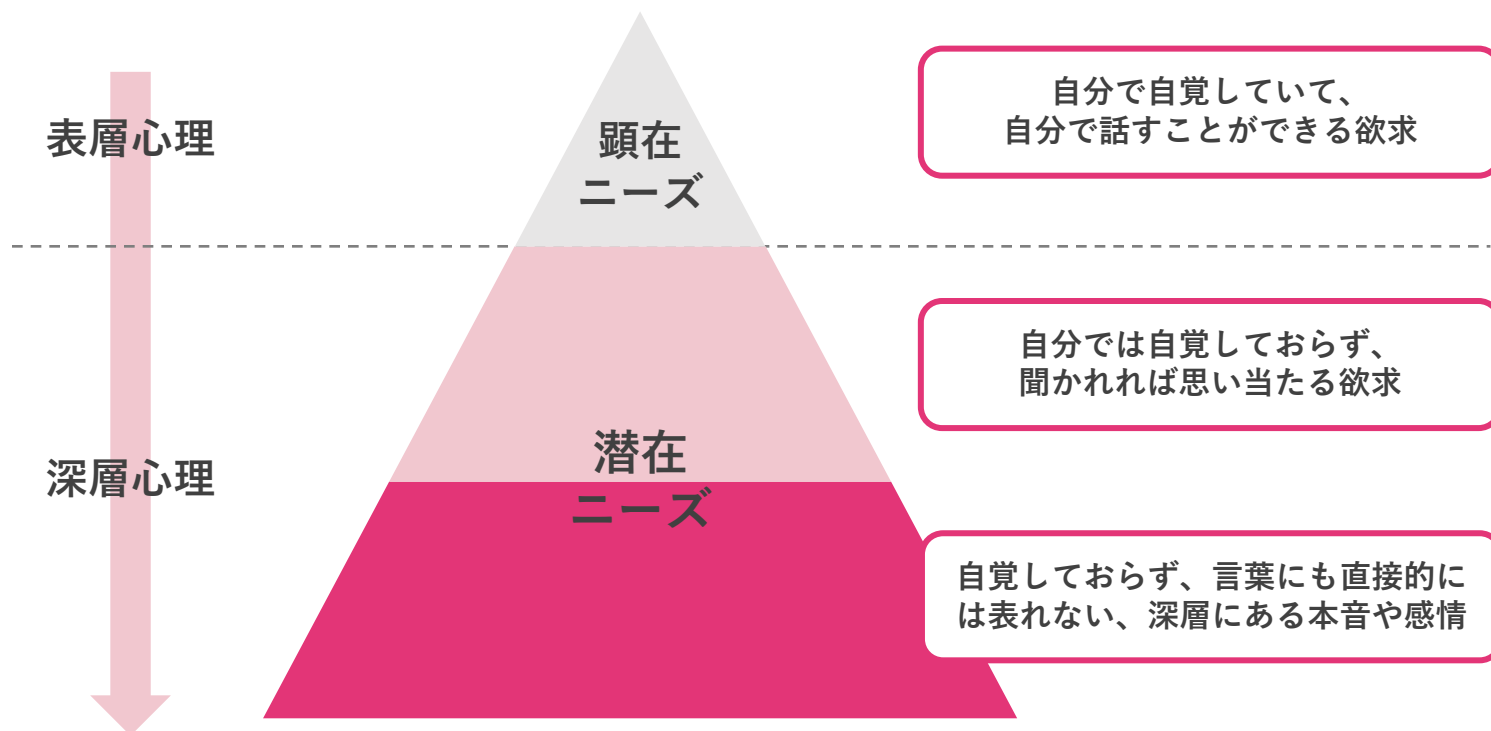 表層心理
顕在
ニーズ
自分で自覚していて、
自分で話すことができる欲求
自分では自覚しておらず、
聞かれれば思い当たる欲求
深層心理
潜在
ニーズ
自覚しておらず、言葉にも直接的に
は表れない、深層にある本音や感情